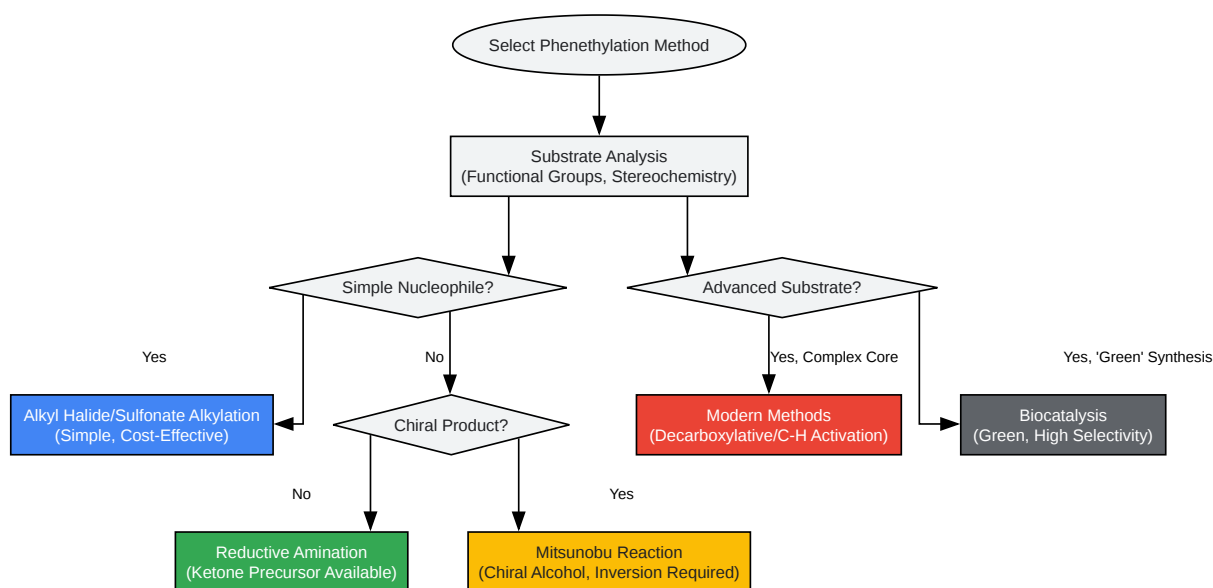 Select Phenethylation Method
Substrate Analysis
(Functional Groups, Stereochemistry)
Simple Nucleophile?
Advanced Substrate?
Yes
No
Yes, Complex Core
Yes, 'Green' Synthesis
Alkyl Halide/Sulfonate Alkylation
(Simple, Cost-Effective)
Chiral Product?
Modern Methods
(Decarboxylative/C-H Activation)
Biocatalysis
(Green, High Selectivity)
No
Yes
Reductive Amination
(Ketone Precursor Available)
Mitsunobu Reaction
(Chiral Alcohol, Inversion Required)